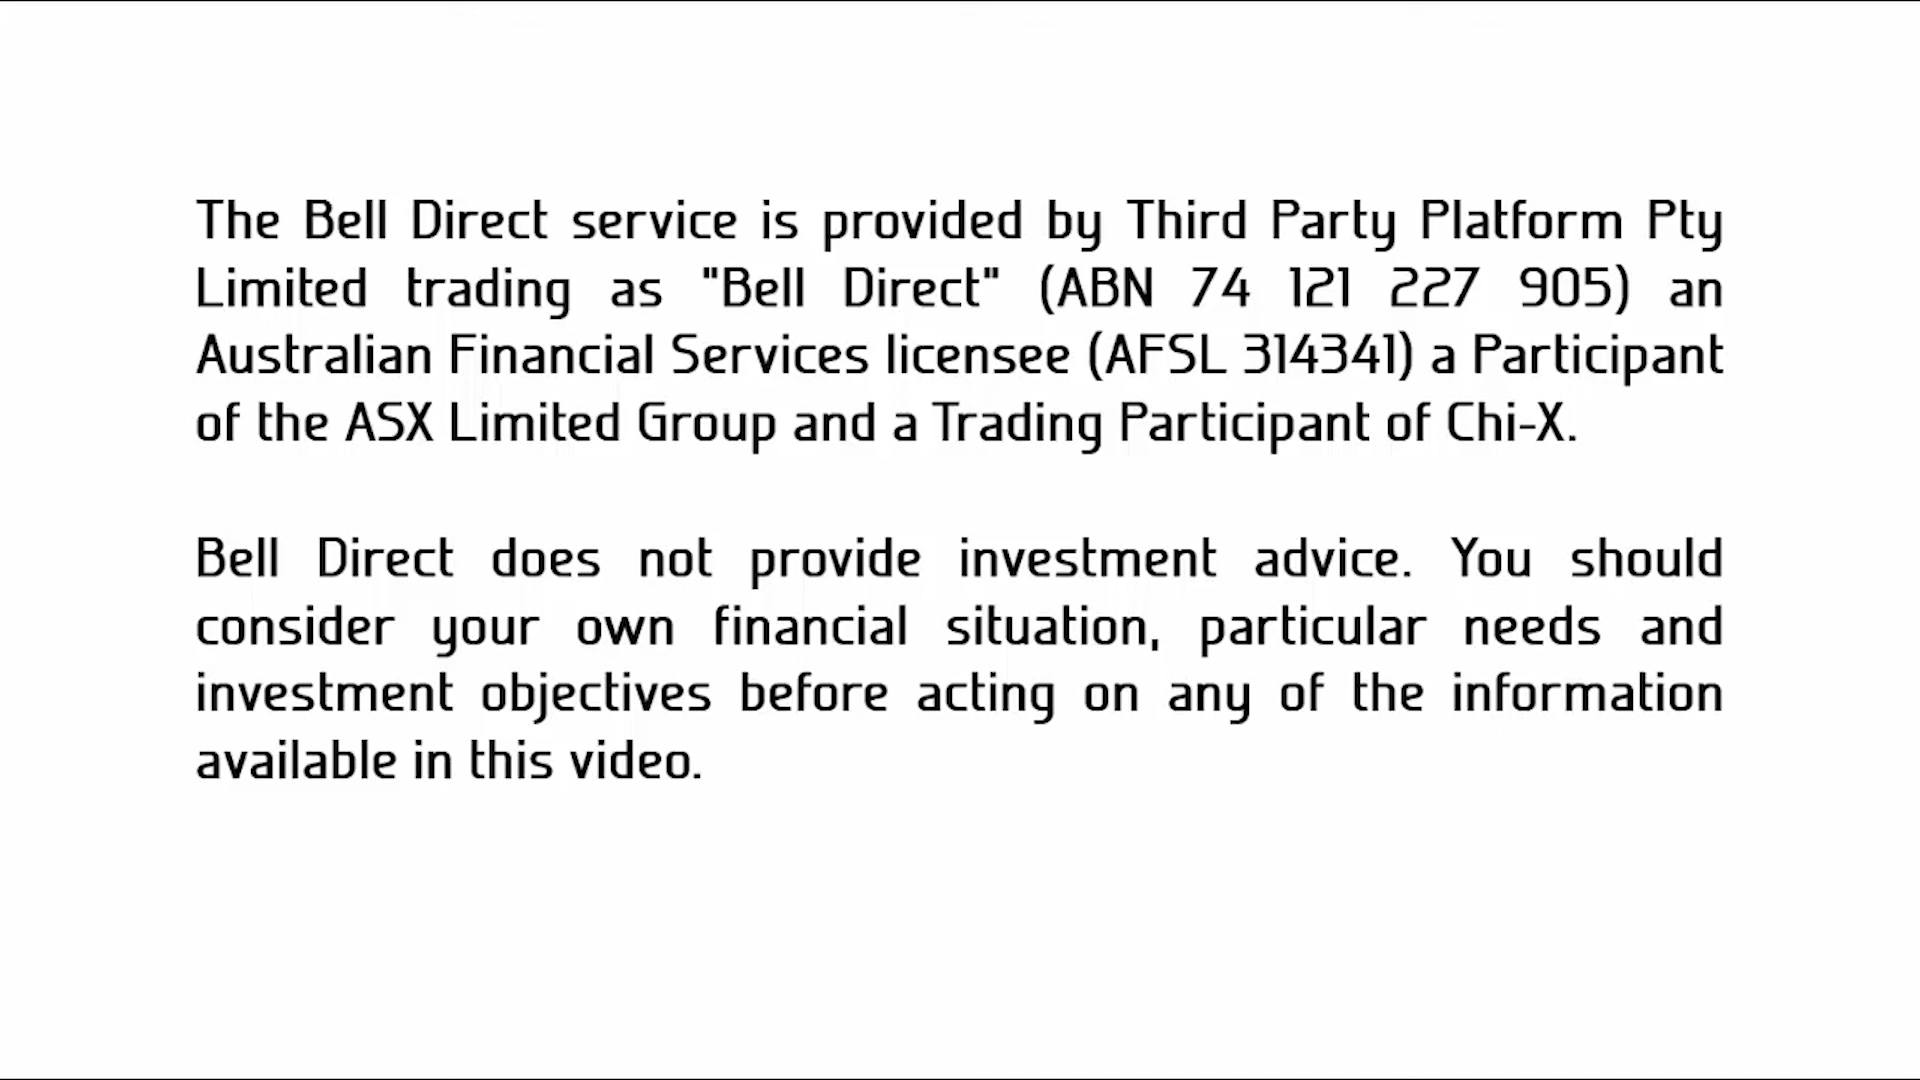 The Bell Direct service is provided by Third Party Platform Pty
Limited trading as "Bell Direct" (ABN 74 121 227 905) an
Australian Financial Services licensee (AFSL 314341) a Participant
of the ASX Limited Group and a Trading Participant of Chi-X.
Bell Direct does not provide investment advice. You should
consider your own financial situation, particular needs and
investment objectives before acting on any of the information
available in this video.